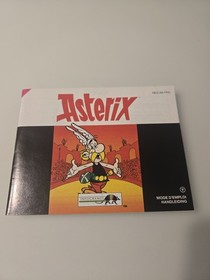 Asterix
MODE D'EMPLOI
HANDLEIDING